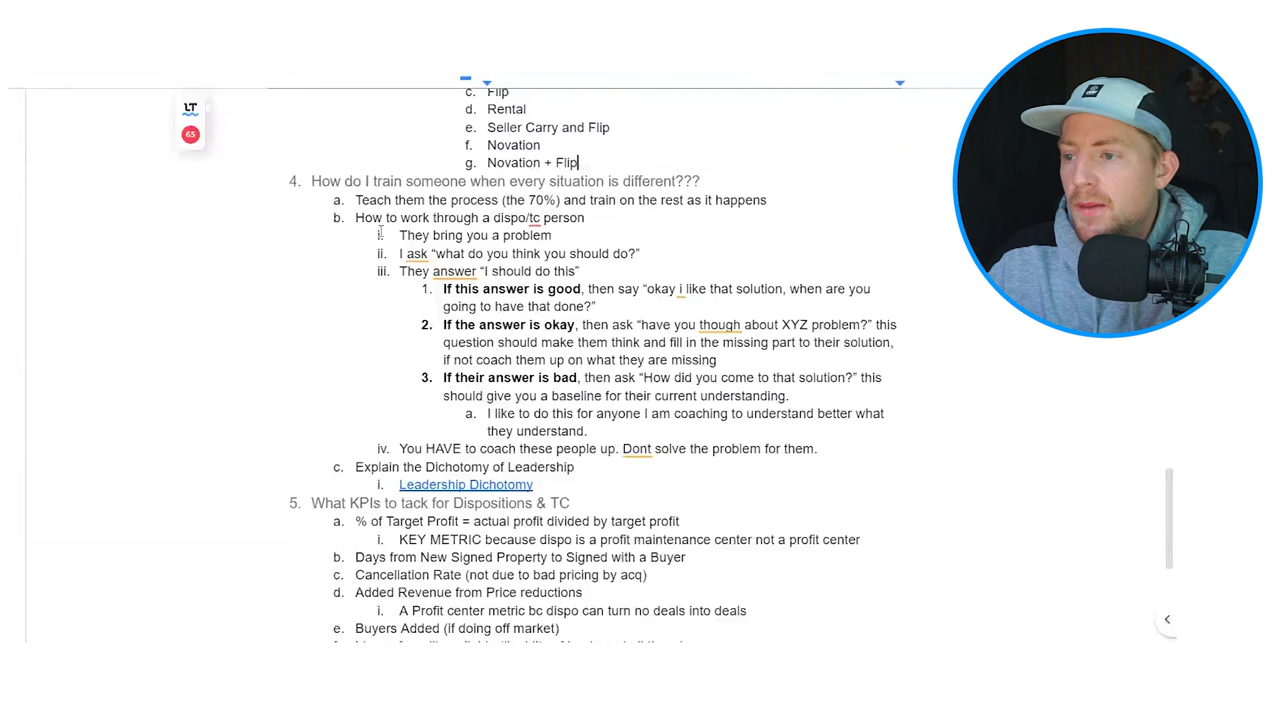 LT
65
c. Flip
d. Rental
e. Seller Carry and Flip
f. Novation
g. Novation + Flip
4. How do I train someone when every situation is different???
a. Teach them the process (the 70%) and train on the rest as it happens
b. How to work through a dispo/tc person
i. They bring you a problem
ii. I ask “what do you think you should do?”
iii. They answer “I should do this”
1. If this answer is good, then say “okay i like that solution, when are you
going to have that done?”
2. If the answer is okay, then ask “have you though about XYZ problem?” this
question should make them think and fill in the missing part to their solution,
if not coach them up on what they are missing
3. If their answer is bad, then ask “How did you come to that solution?” this
should give you a baseline for their current understanding.
a. I like to do this for anyone I am coaching to understand better what
they understand.
iv. You HAVE to coach these people up. Dont solve the problem for them.
c. Explain the Dichotomy of Leadership
i. Leadership Dichotomy
5. What KPIs to tack for Dispositions & TC
a. % of Target Profit = actual profit divided by target profit
i. KEY METRIC because dispo is a profit maintenance center not a profit center
b. Days from New Signed Property to Signed with a Buyer
c. Cancellation Rate (not due to bad pricing by acq)
d. Added Revenue from Price reductions
i. A Profit center metric bc dispo can turn no deals into deals
e. Buyers Added (if doing off market)